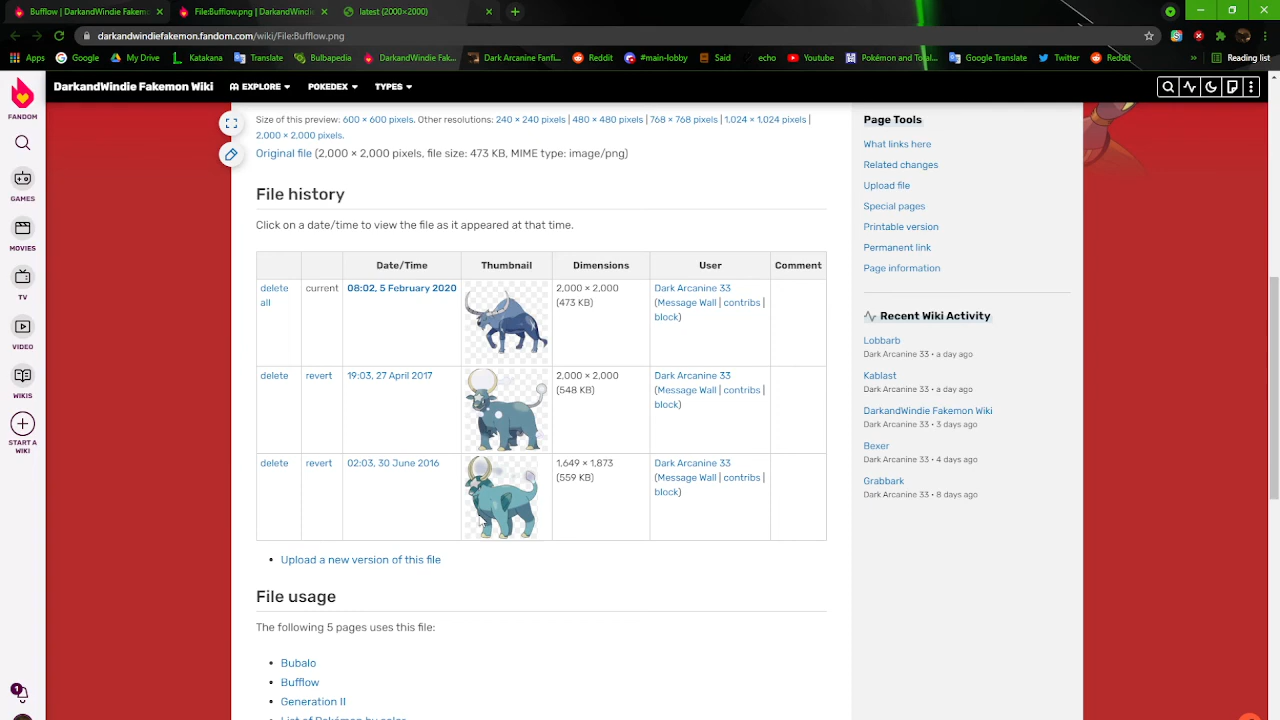 Bufflow | DarkandWindie Fakemon
File:Bufflow.png | DarkandWindi
latest (2000×2000)
darkandwindiefakemon.fandom.com/wiki/File:Bufflow.png
Apps Google My Drive Katakana Translate Bulbapedia DarkandWindie Fak... Dark Arcanine Fanfi... Reddit #main-lobby Said echo Youtube Pokémon and Total... Google Translate Twitter Reddit Reading list
DarkandWindie Fakemon Wiki EXPLORE POKEDEX TYPES
FANDOM
GAMES
MOVIES
TV
VIDEO
WIKIS
START A
WIKI
1
Size of this preview: 600 × 600 pixels. Other resolutions: 240 × 240 pixels | 480 × 480 pixels | 768 × 768 pixels | 1,024 × 1,024 pixels |
2,000 × 2,000 pixels.
Original file (2,000 × 2,000 pixels, file size: 473 KB, MIME type: image/png)
File history
Click on a date/time to view the file as it appeared at that time.
Date/Time Thumbnail Dimensions User Comment
delete current 08:02, 5 February 2020 2,000 × 2,000 Dark Arcanine 33
all (473 KB) (Message Wall | contribs |
block)
delete revert 19:03, 27 April 2017 2,000 × 2,000 Dark Arcanine 33
(548 KB) (Message Wall | contribs |
block)
delete revert 02:03, 30 June 2016 1,649 × 1,873 Dark Arcanine 33
(559 KB) (Message Wall | contribs |
block)
• Upload a new version of this file
File usage
The following 5 pages uses this file:
• Bubalo
• Bufflow
• Generation II
• List of Pokémon by color
Page Tools
What links here
Related changes
Upload file
Special pages
Printable version
Permanent link
Page information
Recent Wiki Activity
Lobbarb
Dark Arcanine 33 • a day ago
Kablast
Dark Arcanine 33 • a day ago
DarkandWindie Fakemon Wiki
Dark Arcanine 33 • 3 days ago
Bexer
Dark Arcanine 33 • 4 days ago
Grabbark
Dark Arcanine 33 • 8 days ago